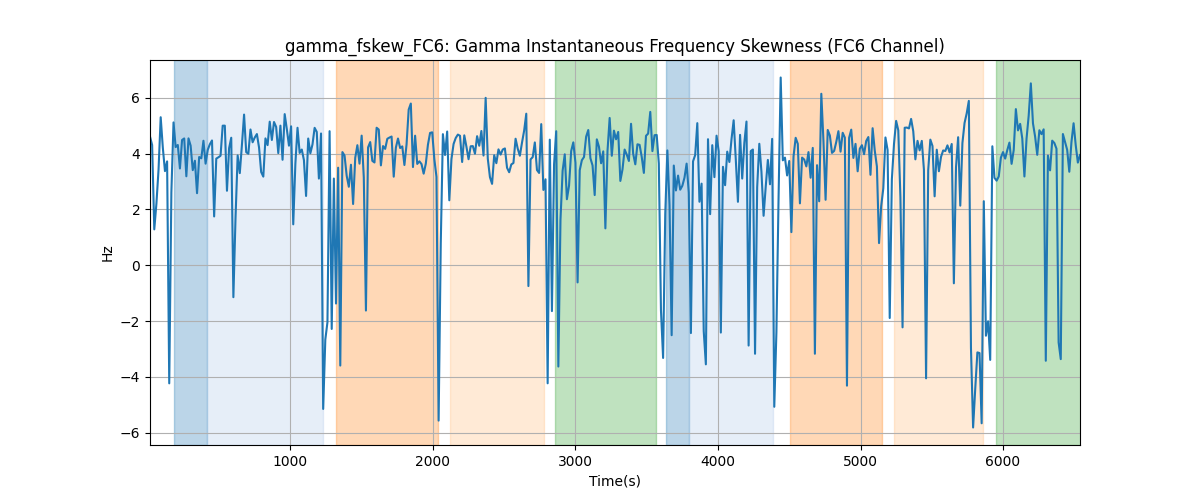 gamma_fskew_FC6: Gamma Instantaneous Frequency Skewness (FC6 Channel)
6
4
2
0
−2
−4
−6
Hz
1000 2000 3000 4000 5000 6000
Time(s)